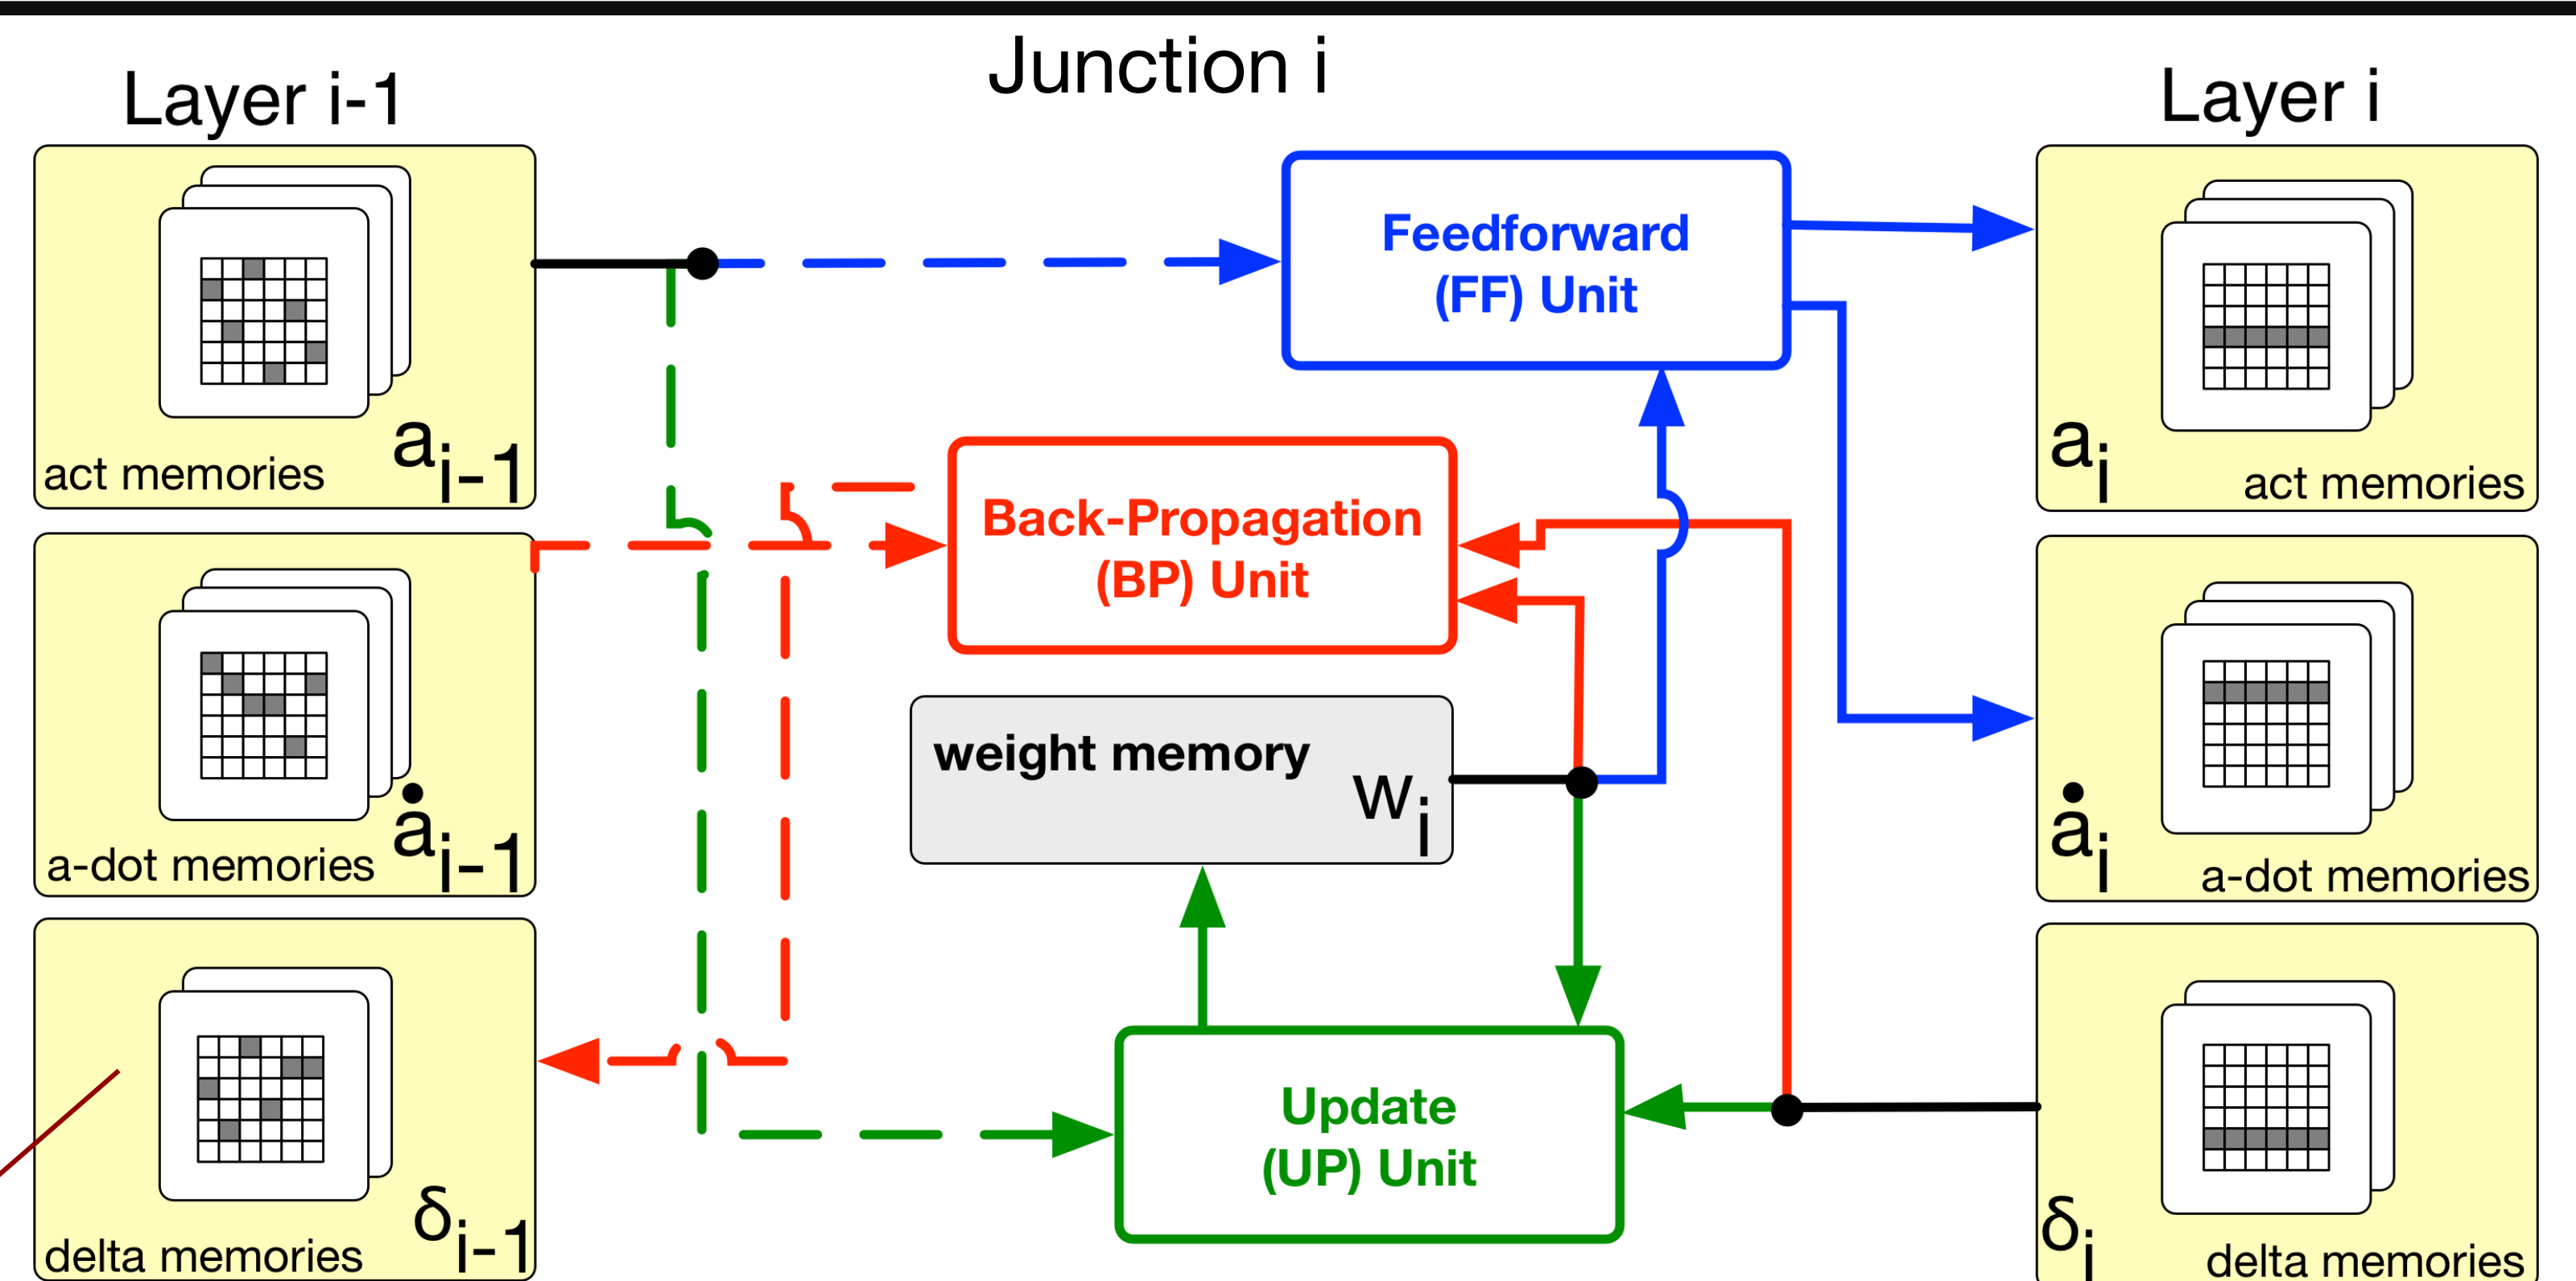 Junction i
Layer i-1
Layer i
act memories
a i-1
a-dot memories
ȧ i-1
delta memories
δ i-1
Feedforward
(FF) Unit
Back-Propagation
(BP) Unit
weight memory
W i
Update
(UP) Unit
a i
act memories
ȧ i
a-dot memories
δ i
delta memories